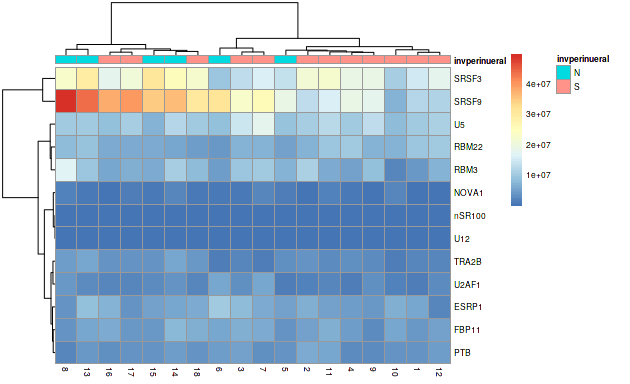 invperinueral
SRSF3
SRSF9
U5
RBM22
RBM3
NOVA1
nSR100
U12
TRA2B
U2AF1
ESRP1
FBP11
PTB
8 13 16 17 15 14 18 6 3 7 5 2 11 4 9 10 1 12
4e+07
3e+07
2e+07
1e+07
invperinueral
N
S